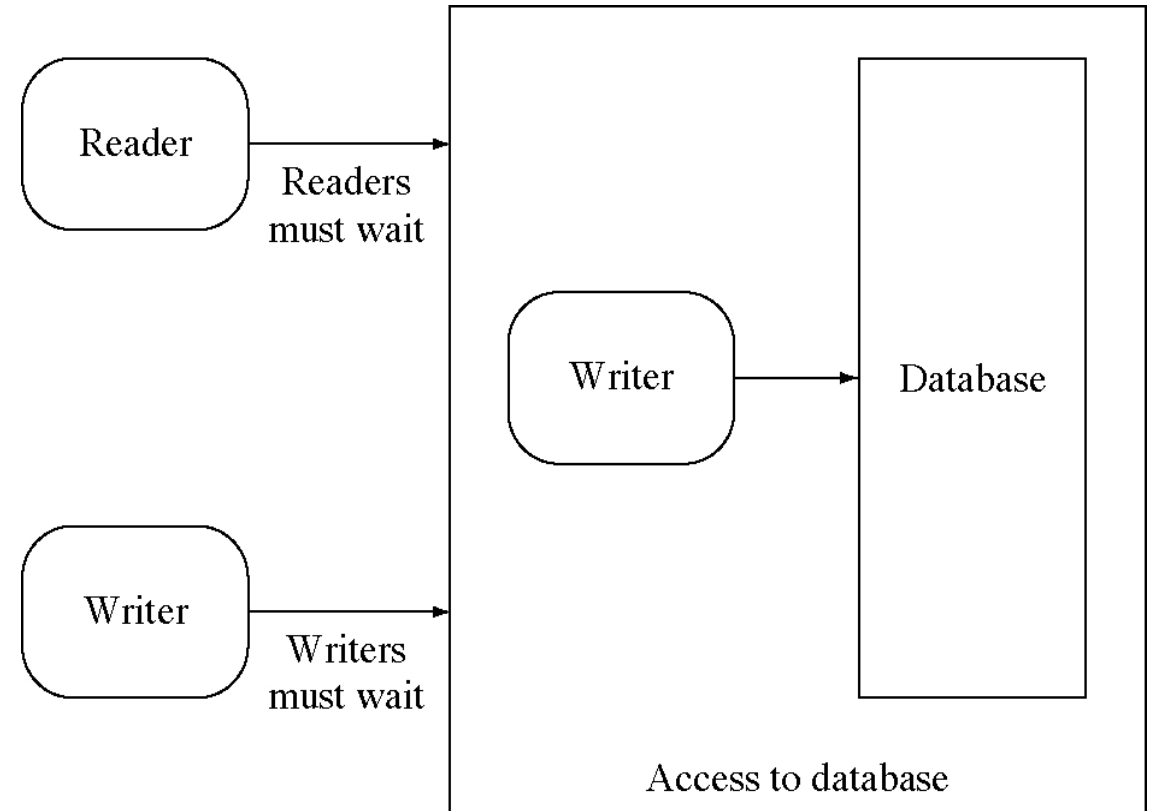 Reader
Readers
must wait
Writer
Database
Writer
Writers
must wait
Access to database